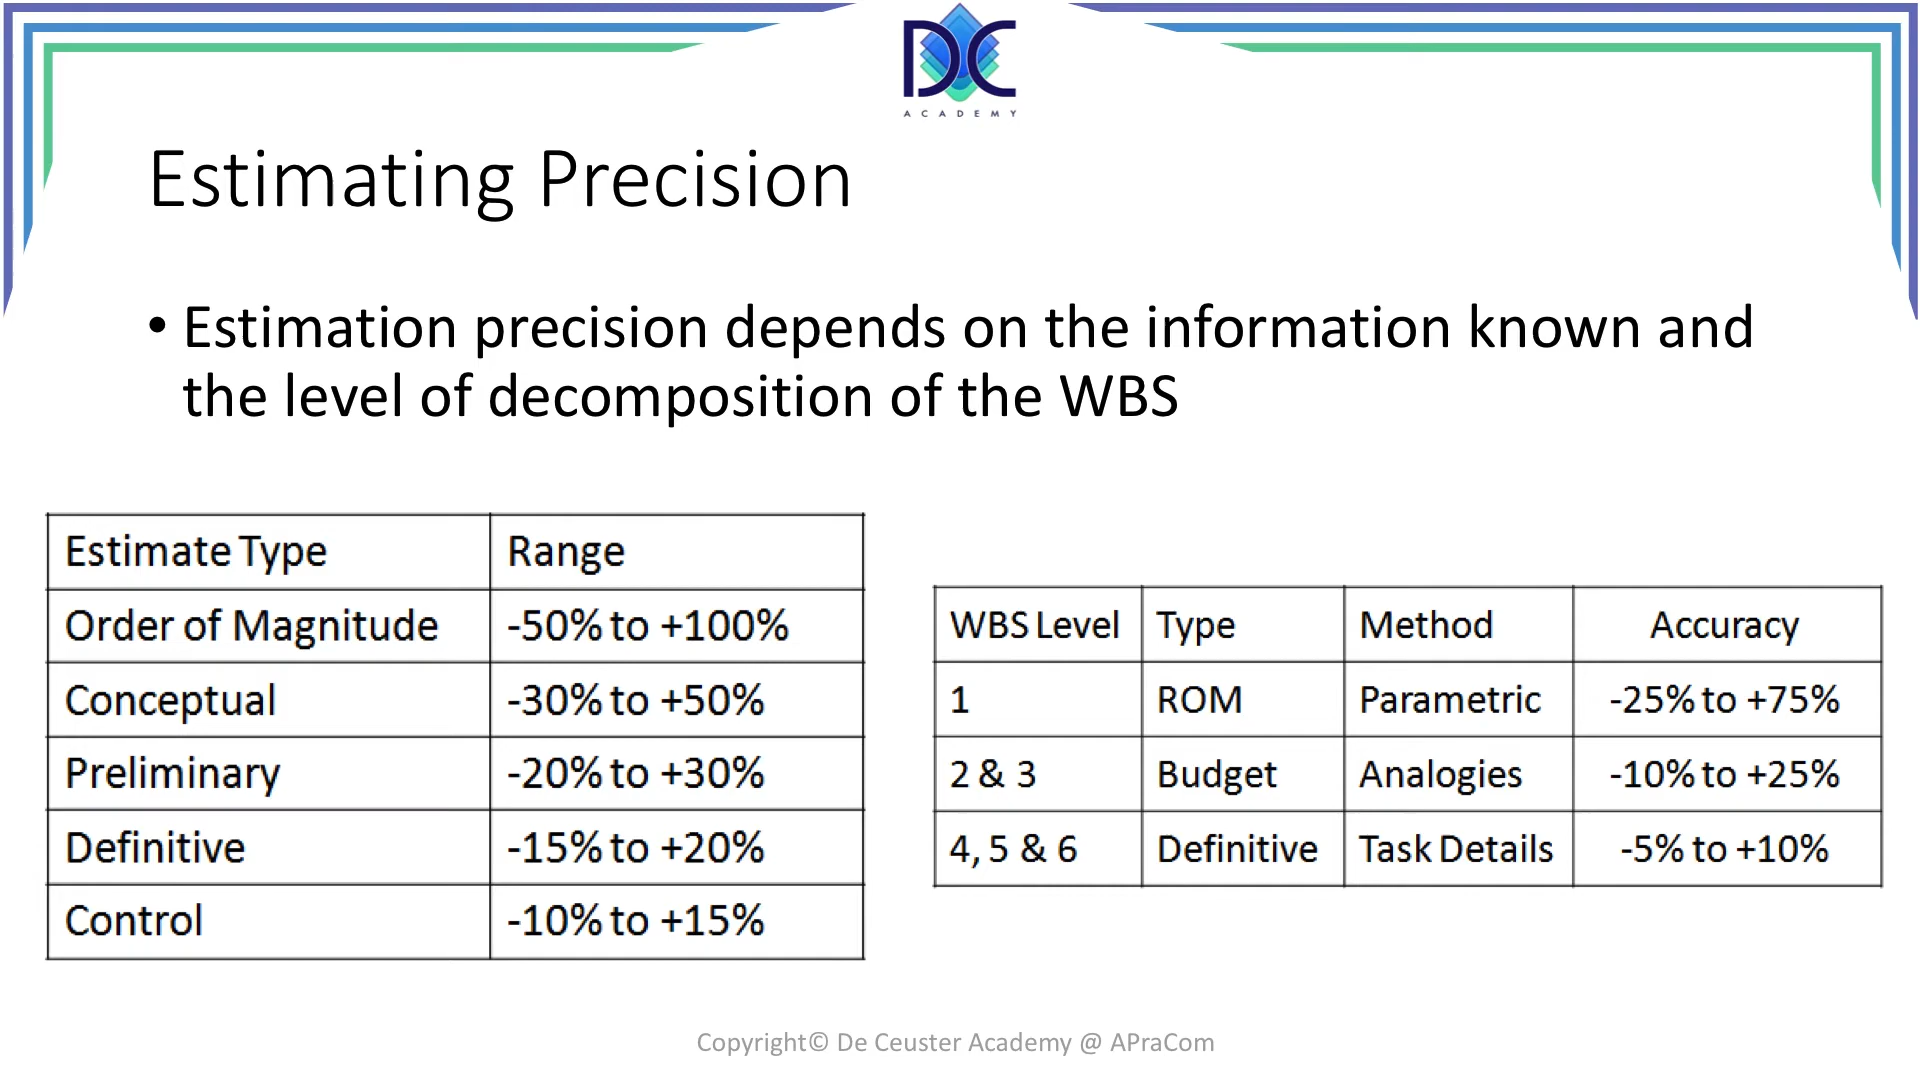 DC
ACADEMY
Estimating Precision
• Estimation precision depends on the information known and
the level of decomposition of the WBS
Estimate Type Range
Order of Magnitude -50% to +100%
Conceptual -30% to +50%
Preliminary -20% to +30%
Definitive -15% to +20%
Control -10% to +15%
WBS Level Type Method Accuracy
1 ROM Parametric -25% to +75%
2 & 3 Budget Analogies -10% to +25%
4, 5 & 6 Definitive Task Details -5% to +10%
Copyright© De Ceuster Academy @ APraCom